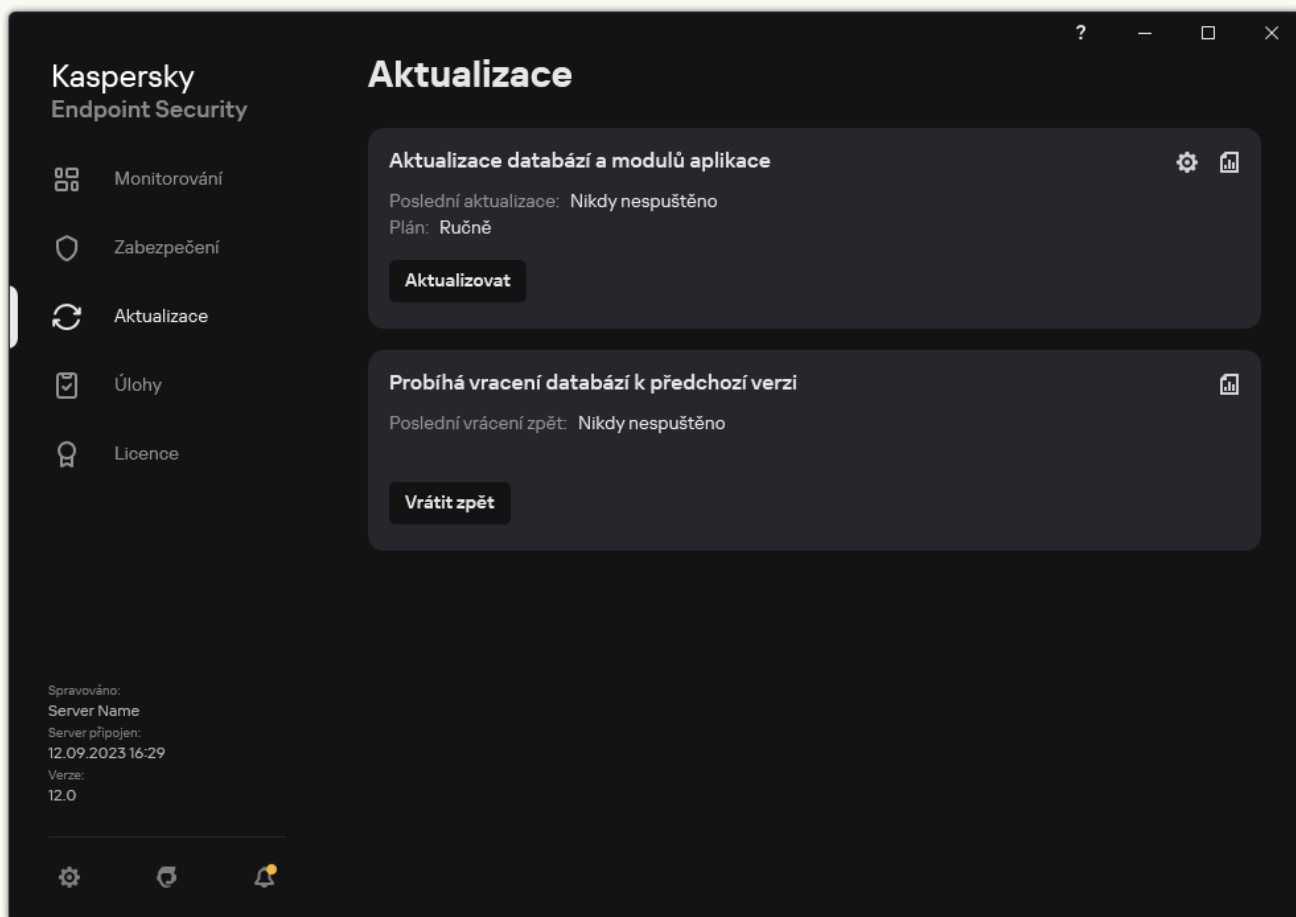 ?
Kaspersky
Endpoint Security
Monitorování
Zabezpečení
Aktualizace
Úlohy
Licence
Spravováno:
Server Name
Server připojen:
12.09.2023 16:29
Verze:
12.0
Aktualizace
Aktualizace databází a modulů aplikace
Poslední aktualizace: Nikdy nespuštěno
Plán: Ručně
Aktualizovat
Probíhá vracení databází k předchozí verzi
Poslední vrácení zpět: Nikdy nespuštěno
Vrátit zpět